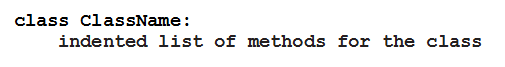 class ClassName:
    indented list of methods for the class